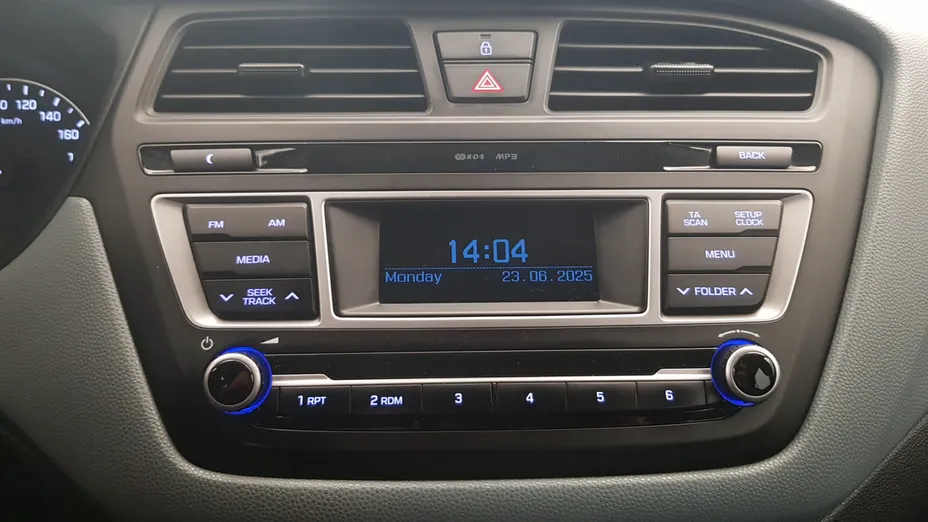 120
140
160
km/h
RDS MP3
BACK
FM AM
MEDIA
SEEK
TRACK
14:04
Monday 23.06.2025
TA
SCAN
SETUP
CLOCK
MENU
FOLDER
1 RPT 2 RDM 3 4 5 6